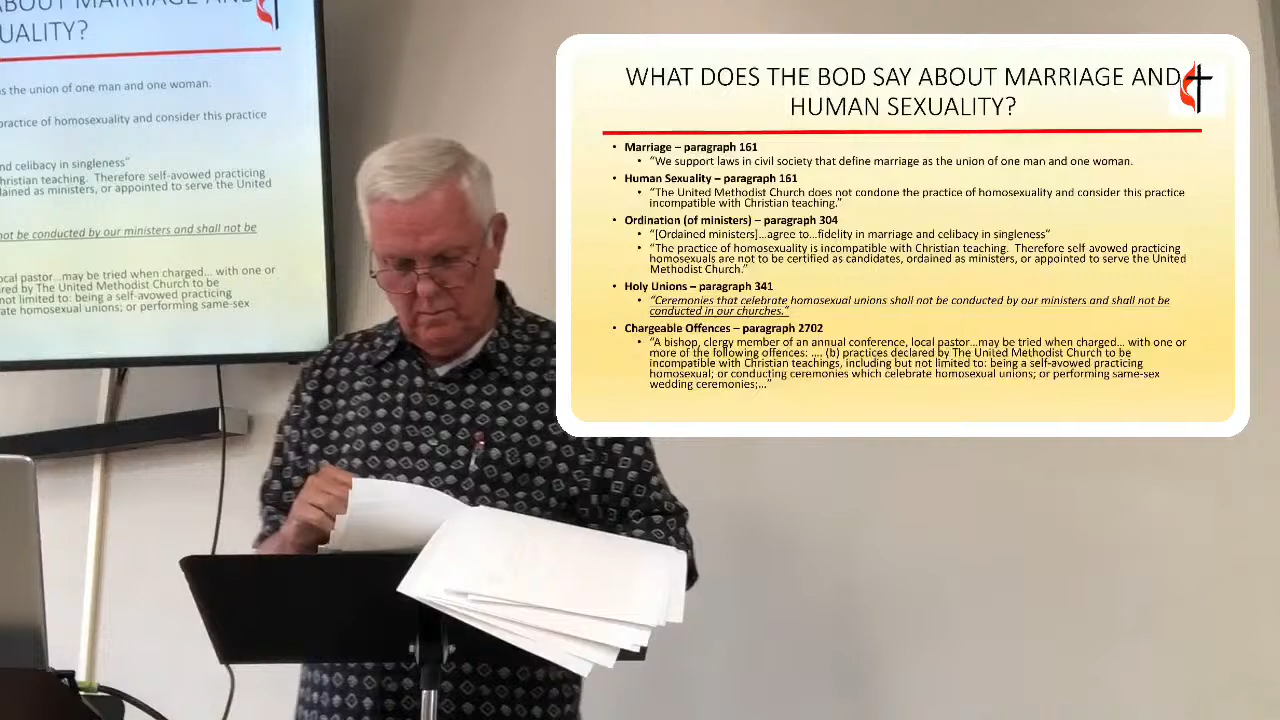 ABOUT MARRIAGE AND
UALITY?
s the union of one man and one woman.
practice of homosexuality and consider this practice
nd celibacy in singleness”
hristian teaching. Therefore self-avowed practicing
dained as ministers, or appointed to serve the United
not be conducted by our ministers and shall not be
ocal pastor…may be tried when charged… with one or
red by The United Methodist Church to be
not limited to: being a self-avowed practicing
ate homosexual unions; or performing same-sex
WHAT DOES THE BOD SAY ABOUT MARRIAGE AND
HUMAN SEXUALITY?
• Marriage – paragraph 161
• “We support laws in civil society that define marriage as the union of one man and one woman.
• Human Sexuality – paragraph 161
• “The United Methodist Church does not condone the practice of homosexuality and consider this practice
incompatible with Christian teaching.”
• Ordination (of ministers) – paragraph 304
• “[Ordained ministers]…agree to…fidelity in marriage and celibacy in singleness”
• “The practice of homosexuality is incompatible with Christian teaching. Therefore self avowed practicing
homosexuals are not to be certified as candidates, ordained as ministers, or appointed to serve the United
Methodist Church.”
• Holy Unions – paragraph 341
• “Ceremonies that celebrate homosexual unions shall not be conducted by our ministers and shall not be
conducted in our churches.”
• Chargeable Offences – paragraph 2702
• “A bishop, clergy member of an annual conference, local pastor…may be tried when charged… with one or
more of the following offences: …. (b) practices declared by The United Methodist Church to be
incompatible with Christian teachings, including but not limited to: being a self-avowed practicing
homosexual; or conducting ceremonies which celebrate homosexual unions; or performing same-sex
wedding ceremonies;…”